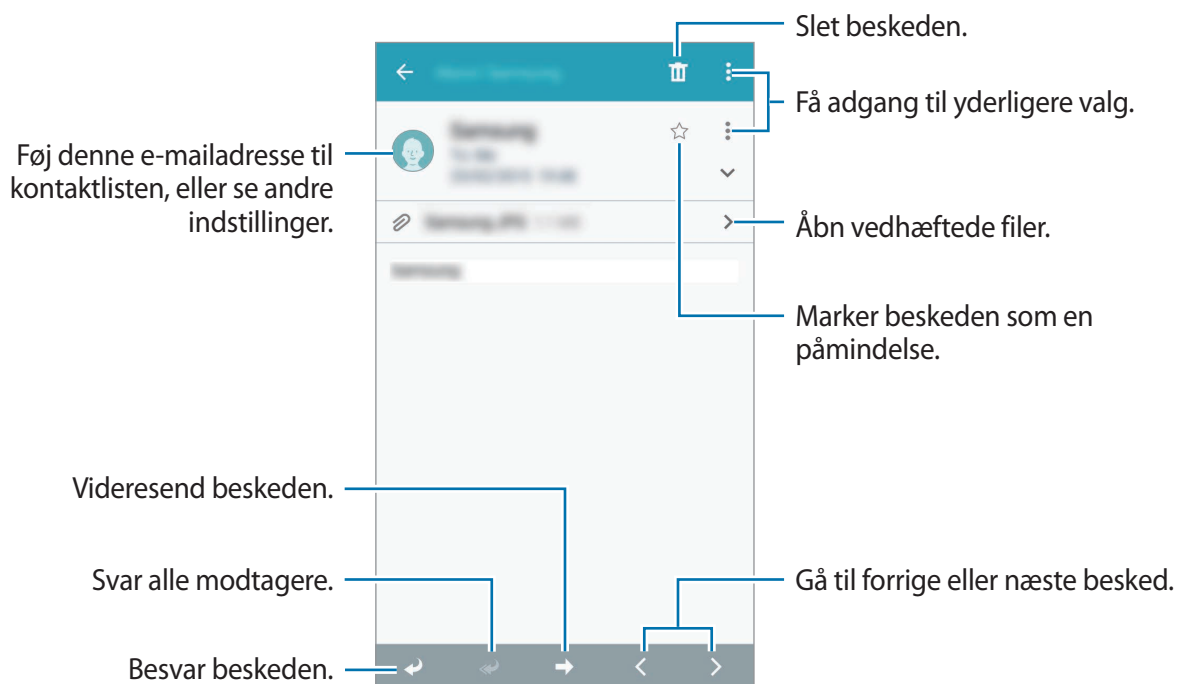 Slet beskeden.
Få adgang til yderligere valg.
Føj denne e-mailadresse til
kontaktlisten, eller se andre
indstillinger.
Åbn vedhæftede filer.
Marker beskeden som en
påmindelse.
Videresend beskeden.
Svar alle modtagere.
Gå til forrige eller næste besked.
Besvar beskeden.